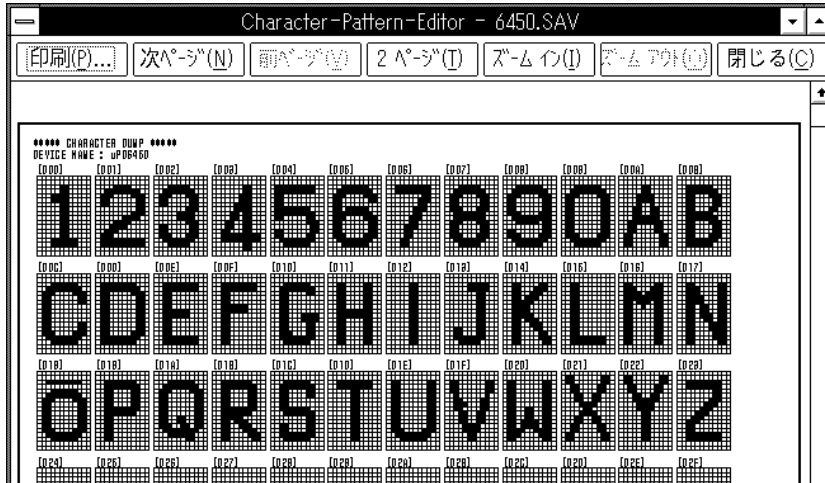 Character-Pattern-Editor - 6450.SAV
印刷(P)... 次ページ(N) 前ページ(V) 2 ページ(T) ズーム イン(I) ズーム アウト(O) 閉じる(C)
***** CHARACTER DUMP *****
DEVICE NAME : uPD6450
[000] [001] [002] [003] [004] [005] [006] [007] [008] [009] [00A] [00B]
1 2 3 4 5 6 7 8 9 0 A B
[00C] [00D] [00E] [00F] [010] [011] [012] [013] [014] [015] [016] [017]
C D E F G H I J K L M N
[018] [019] [01A] [01B] [01C] [01D] [01E] [01F] [020] [021] [022] [023]
Ō P Q R S T U V W X Y Z
[024] [025] [026] [027] [028] [029] [02A] [02B] [02C] [02D] [02E] [02F]